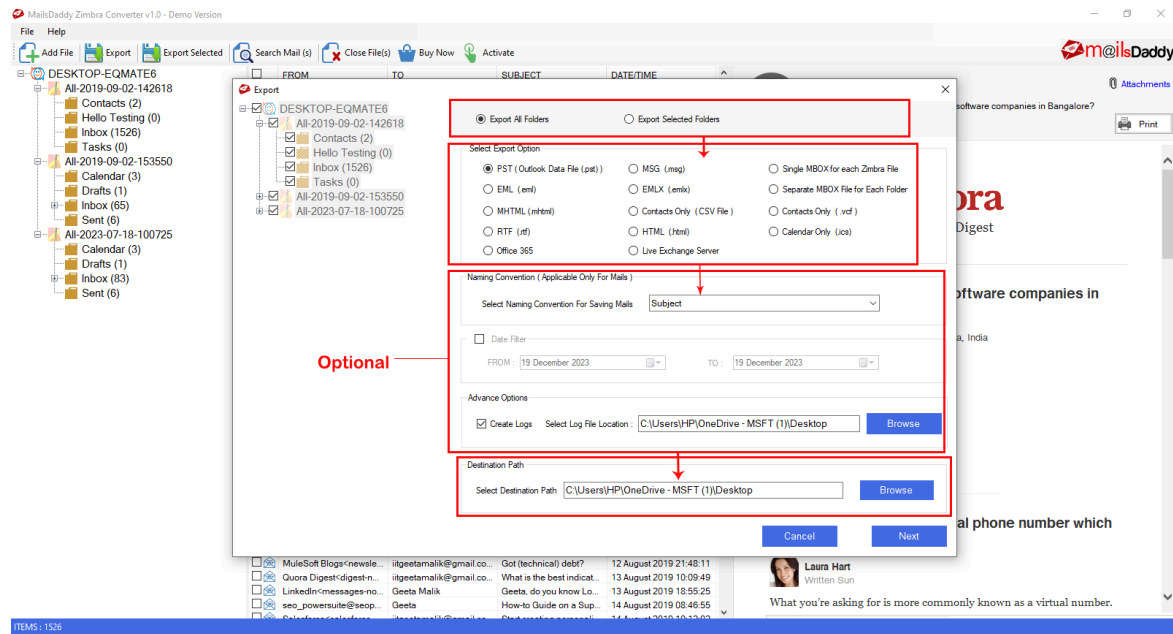 MailsDaddy Zimbra Converter v1.0 - Demo Version
File Help
Add File Export Export Selected Search Mail (s) Close File(s) Buy Now Activate
m@ilsDaddy
DESKTOP-EQMATE6
All-2019-09-02-142618
Contacts (2)
Hello Testing (0)
Inbox (1526)
Tasks (0)
All-2019-09-02-153550
Calendar (3)
Drafts (1)
Inbox (65)
Sent (6)
All-2023-07-18-100725
Calendar (3)
Drafts (1)
Inbox (83)
Sent (6)
FROM TO SUBJECT DATE/TIME
Export
DESKTOP-EQMATE6
All-2019-09-02-142618
Contacts (2)
Hello Testing (0)
Inbox (1526)
Tasks (0)
All-2019-09-02-153550
All-2023-07-18-100725
Export All Folders Export Selected Folders
Select Export Option
PST ( Outlook Data File (.pst) ) MSG (.msg) Single MBOX for each Zimbra File
EML (.eml) EMLX (.emlx) Separate MBOX File for Each Folder
MHTML (.mhtml) Contacts Only ( CSV File ) Contacts Only ( .vcf )
RTF (.rtf) HTML (.html) Calendar Only (.ics)
Office 365 Live Exchange Server
Naming Convention ( Applicable Only For Mails )
Select Naming Convention For Saving Mails Subject
Optional
Date Filter
FROM : 19 December 2023 TO : 19 December 2023
Advance Options
Create Logs Select Log File Location : C:\Users\HP\OneDrive - MSFT (1)\Desktop Browse
Destination Path
Select Destination Path C:\Users\HP\OneDrive - MSFT (1)\Desktop Browse
Cancel Next
Attachments
software companies in Bangalore?
Print
ora
Digest
oftware companies in
a, India
al phone number which
Laura Hart
Written Sun
What you're asking for is more commonly known as a virtual number.
MuleSoft Blogs<newsle... iitgeetamalik@gmail.co... Got (technical) debt? 12 August 2019 21:48:11
Quora Digest<digest-n... iitgeetamalik@gmail.co... What is the best indicat... 13 August 2019 10:09:49
LinkedIn<messages-no... Geeta Malik Geeta, do you know Lo... 13 August 2019 18:55:25
seo_powersuite@seop... Geeta How-to Guide on a Sup... 14 August 2019 08:46:55
ITEMS : 1526